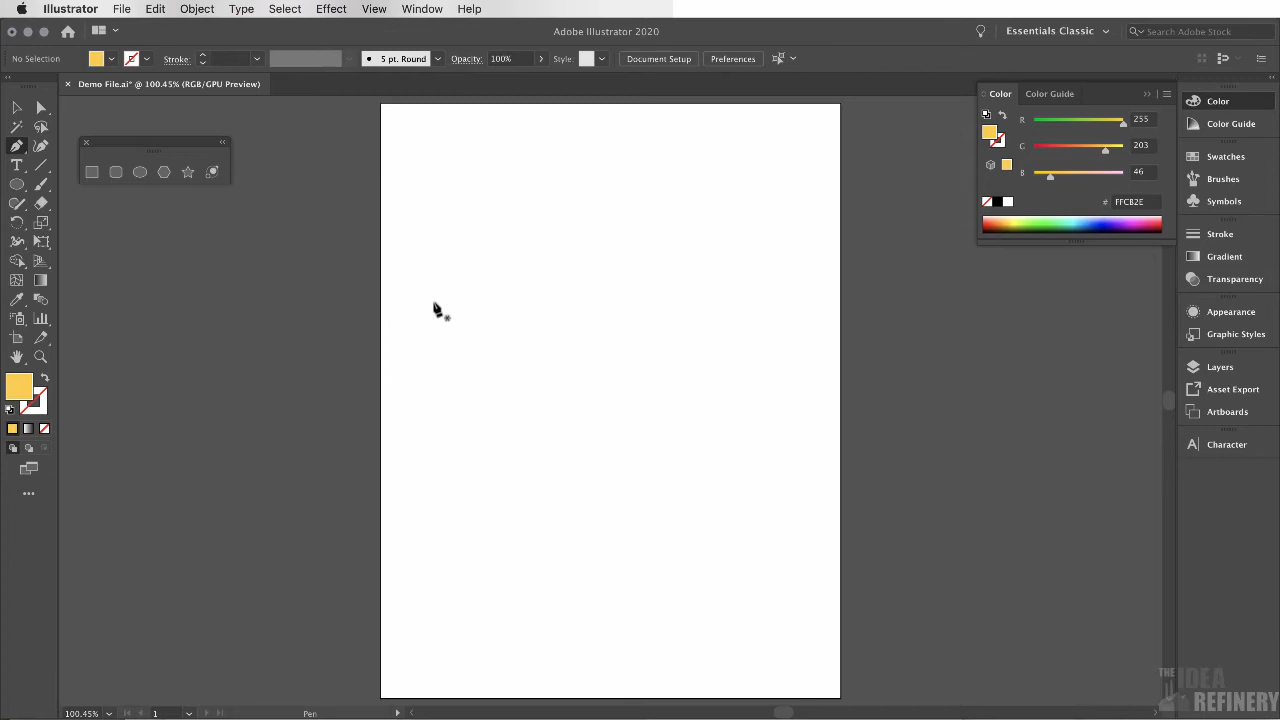 Illustrator File Edit Object Type Select Effect View Window Help
Adobe Illustrator 2020
Essentials Classic
Search Adobe Stock
No Selection
Stroke:
5 pt. Round
Opacity: 100%
Style:
Document Setup
Preferences
Demo File.ai* @ 100.45% (RGB/GPU Preview)
Color Color Guide
R 255
G 203
B 46
# FFCB2E
Color
Color Guide
Swatches
Brushes
Symbols
Stroke
Gradient
Transparency
Appearance
Graphic Styles
Layers
Asset Export
Artboards
Character
100.45% 1 Pen
THE IDEA
REFINERY